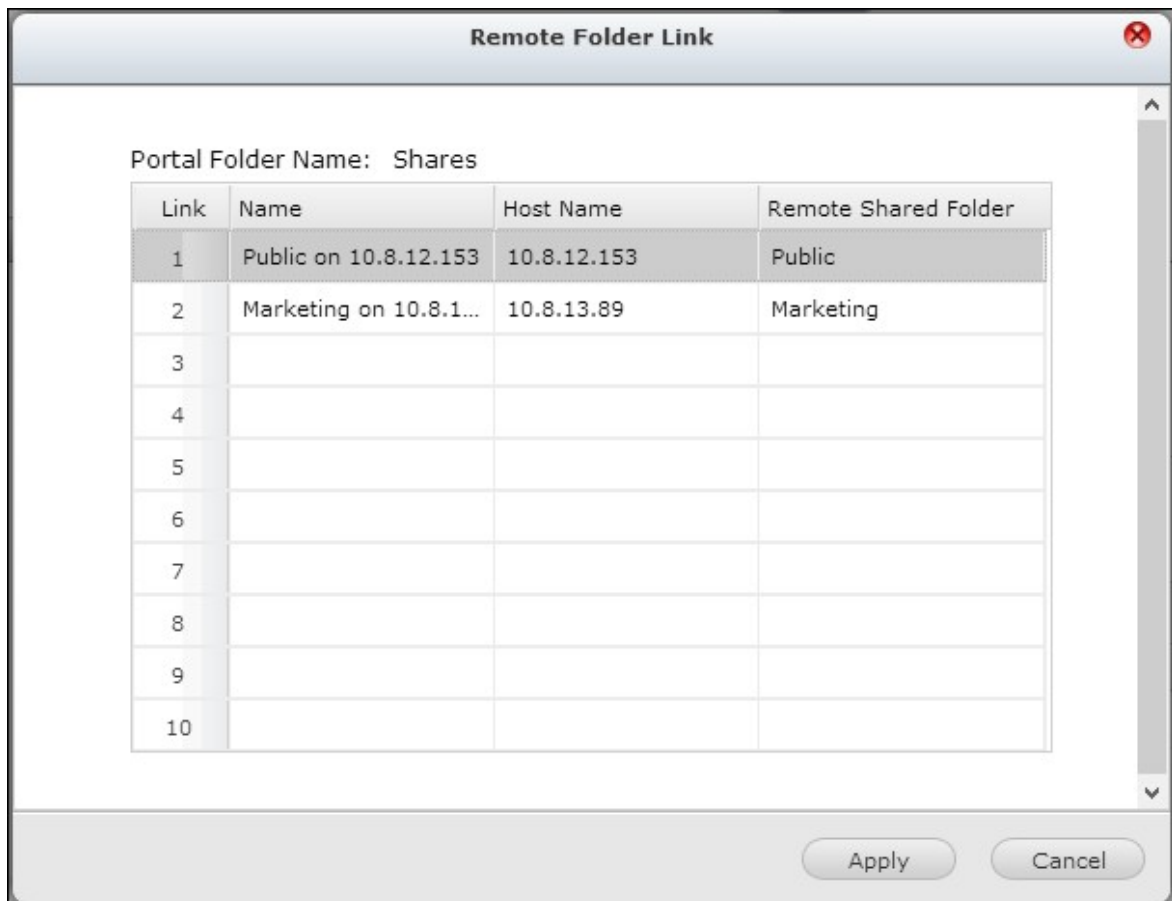 Remote Folder Link
Portal Folder Name: Shares
Link Name Host Name Remote Shared Folder
1 Public on 10.8.12.153 10.8.12.153 Public
2 Marketing on 10.8.1... 10.8.13.89 Marketing
3
4
5
6
7
8
9
10
Apply Cancel